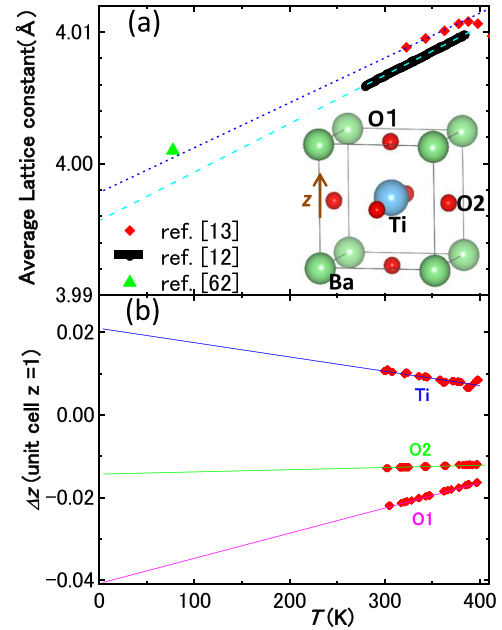 (a)
Average Lattice constant(Å)
4.01
4.00
3.99
O1
O2
z
Ti
Ba
ref. [13]
ref. [12]
ref. [62]
(b)
Δz(unit cell z =1)
0.02
0.00
-0.02
-0.04
Ti
O2
O1
0 100 200 300 400
T(K)